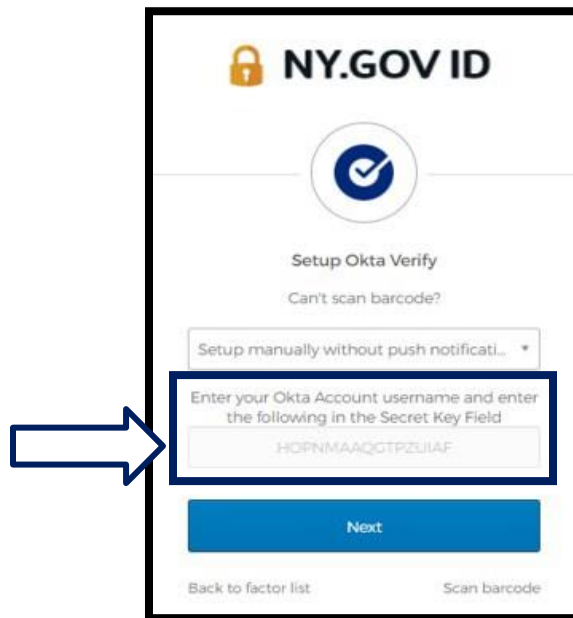 NY.GOV ID
Setup Okta Verify
Can't scan barcode?
Setup manually without push notificati...
Enter your Okta Account username and enter
the following in the Secret Key Field
HOPNMAAQGTPZUIAF
Next
Back to factor list
Scan barcode